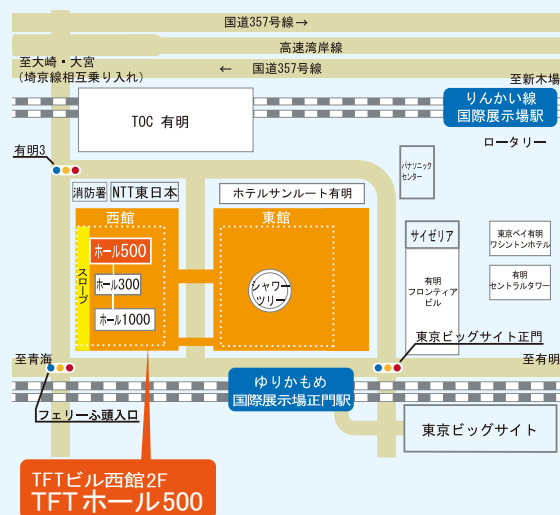 国道357号線→
高速湾岸線
← 国道357号線
至大崎・大宮
(埼京線相互乗り入れ)
至新木場
りんかい線
国際展示場駅
TOC 有明
ロータリー
有明3
パナソニック
センター
消防署
NTT東日本
ホテルサンルート有明
西館
東館
サイゼリア
東京ベイ有明
ワシントンホテル
ホール500
スロープ
ホール300
シャワー
ツリー
有明
フロンティア
ビル
有明
セントラルタワー
ホール1000
東京ビッグサイト正門
至青海
至有明
ゆりかもめ
国際展示場正門駅
フェリーふ頭入口
東京ビッグサイト
TFTビル西館2F
TFTホール500